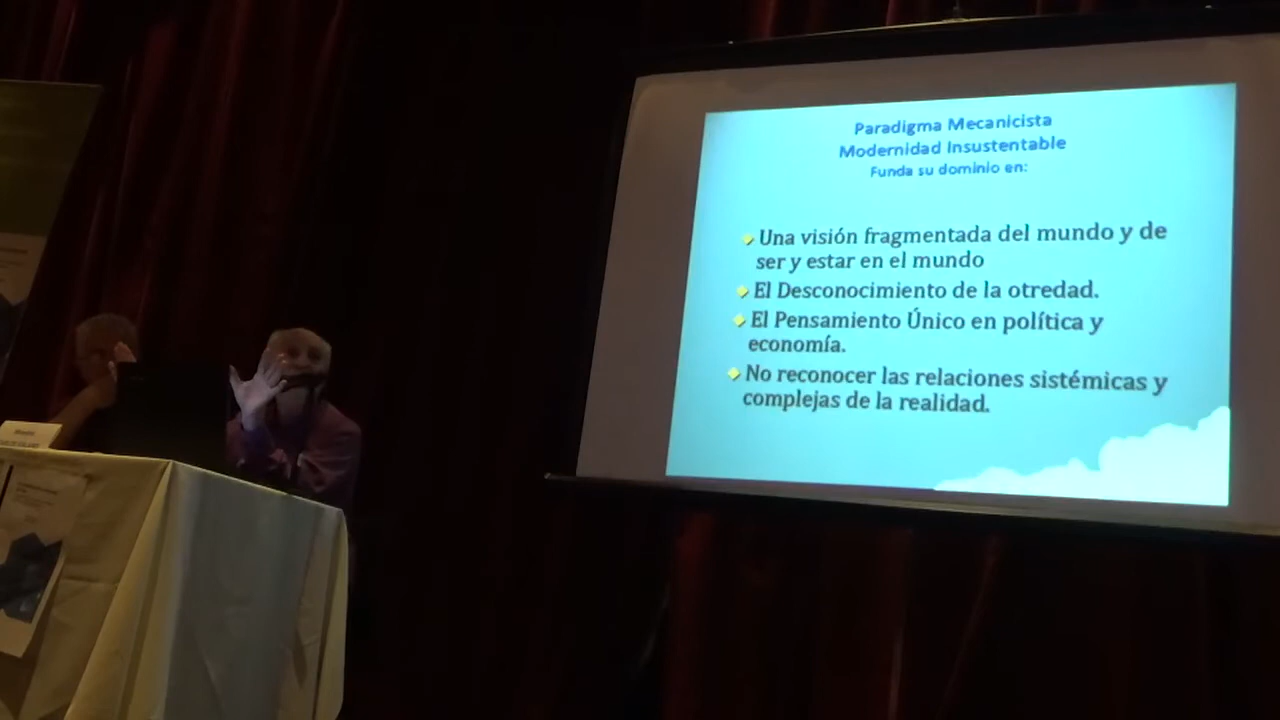 Paradigma Mecanicista
Modernidad Insustentable
Funda su dominio en:
Una visión fragmentada del mundo y de
ser y estar en el mundo
El Desconocimiento de la otredad.
El Pensamiento Único en política y
economía.
No reconocer las relaciones sistémicas y
complejas de la realidad.